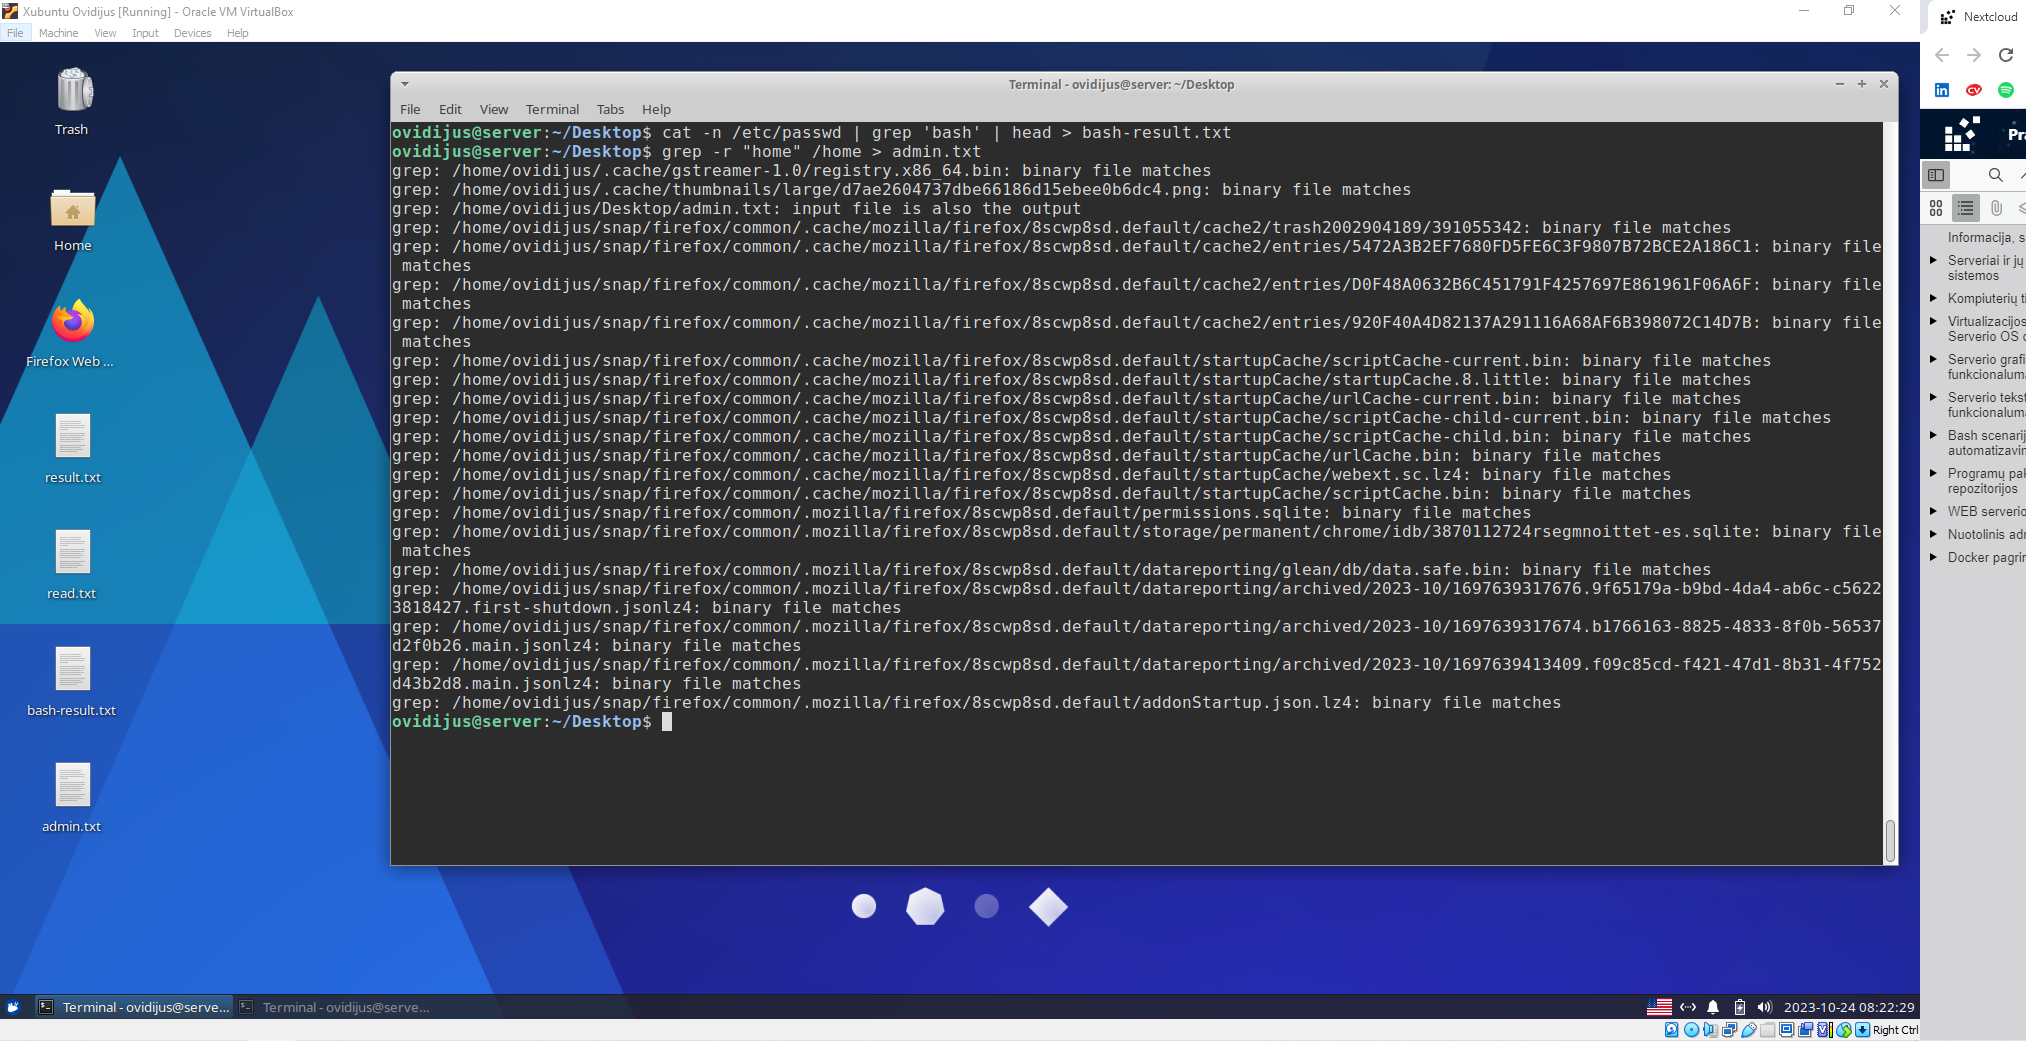 Xubuntu Ovidijus [Running] - Oracle VM VirtualBox
File Machine View Input Devices Help
Trash
Home
Firefox Web ...
result.txt
read.txt
bash-result.txt
admin.txt
Terminal - ovidijus@server: ~/Desktop
File Edit View Terminal Tabs Help
ovidijus@server:~/Desktop$ cat -n /etc/passwd | grep 'bash' | head > bash-result.txt
ovidijus@server:~/Desktop$ grep -r "home" /home > admin.txt
grep: /home/ovidijus/.cache/gstreamer-1.0/registry.x86_64.bin: binary file matches
grep: /home/ovidijus/.cache/thumbnails/large/d7ae2604737dbe66186d15ebee0b6dc4.png: binary file matches
grep: /home/ovidijus/Desktop/admin.txt: input file is also the output
grep: /home/ovidijus/snap/firefox/common/.cache/mozilla/firefox/8scwp8sd.default/cache2/trash2002904189/391055342: binary file matches
grep: /home/ovidijus/snap/firefox/common/.cache/mozilla/firefox/8scwp8sd.default/cache2/entries/5472A3B2EF7680FD5FE6C3F9807B72BCE2A186C1: binary file
 matches
grep: /home/ovidijus/snap/firefox/common/.cache/mozilla/firefox/8scwp8sd.default/cache2/entries/D0F48A0632B6C451791F4257697E861961F06A6F: binary file
 matches
grep: /home/ovidijus/snap/firefox/common/.cache/mozilla/firefox/8scwp8sd.default/cache2/entries/920F40A4D82137A291116A68AF6B398072C14D7B: binary file
 matches
grep: /home/ovidijus/snap/firefox/common/.cache/mozilla/firefox/8scwp8sd.default/startupCache/scriptCache-current.bin: binary file matches
grep: /home/ovidijus/snap/firefox/common/.cache/mozilla/firefox/8scwp8sd.default/startupCache/startupCache.8.little: binary file matches
grep: /home/ovidijus/snap/firefox/common/.cache/mozilla/firefox/8scwp8sd.default/startupCache/urlCache-current.bin: binary file matches
grep: /home/ovidijus/snap/firefox/common/.cache/mozilla/firefox/8scwp8sd.default/startupCache/scriptCache-child-current.bin: binary file matches
grep: /home/ovidijus/snap/firefox/common/.cache/mozilla/firefox/8scwp8sd.default/startupCache/scriptCache-child.bin: binary file matches
grep: /home/ovidijus/snap/firefox/common/.cache/mozilla/firefox/8scwp8sd.default/startupCache/urlCache.bin: binary file matches
grep: /home/ovidijus/snap/firefox/common/.cache/mozilla/firefox/8scwp8sd.default/startupCache/webext.sc.lz4: binary file matches
grep: /home/ovidijus/snap/firefox/common/.cache/mozilla/firefox/8scwp8sd.default/startupCache/scriptCache.bin: binary file matches
grep: /home/ovidijus/snap/firefox/common/.mozilla/firefox/8scwp8sd.default/permissions.sqlite: binary file matches
grep: /home/ovidijus/snap/firefox/common/.mozilla/firefox/8scwp8sd.default/storage/permanent/chrome/idb/3870112724rsegmnoittet-es.sqlite: binary file
 matches
grep: /home/ovidijus/snap/firefox/common/.mozilla/firefox/8scwp8sd.default/datareporting/glean/db/data.safe.bin: binary file matches
grep: /home/ovidijus/snap/firefox/common/.mozilla/firefox/8scwp8sd.default/datareporting/archived/2023-10/1697639317676.9f65179a-b9bd-4da4-ab6c-c5622
3818427.first-shutdown.jsonlz4: binary file matches
grep: /home/ovidijus/snap/firefox/common/.mozilla/firefox/8scwp8sd.default/datareporting/archived/2023-10/1697639317674.b1766163-8825-4833-8f0b-56537
d2f0b26.main.jsonlz4: binary file matches
grep: /home/ovidijus/snap/firefox/common/.mozilla/firefox/8scwp8sd.default/datareporting/archived/2023-10/1697639413409.f09c85cd-f421-47d1-8b31-4f752
d43b2d8.main.jsonlz4: binary file matches
grep: /home/ovidijus/snap/firefox/common/.mozilla/firefox/8scwp8sd.default/addonStartup.json.lz4: binary file matches
ovidijus@server:~/Desktop$
Terminal - ovidijus@serve...
Terminal - ovidijus@serve...
2023-10-24 08:22:29
Right Ctrl
Nextcloud
in
CV
Pra
Informacija, s
Serveriai ir jų
sistemos
Kompiuterių ti
Virtualizacijos
Serverio OS d
Serverio grafi
funkcionalum
Serverio tekst
funkcionalum
Bash scenarij
automatizavin
Programų pak
repozitorijos
WEB serverio
Nuotolinis adm
Docker pagrin